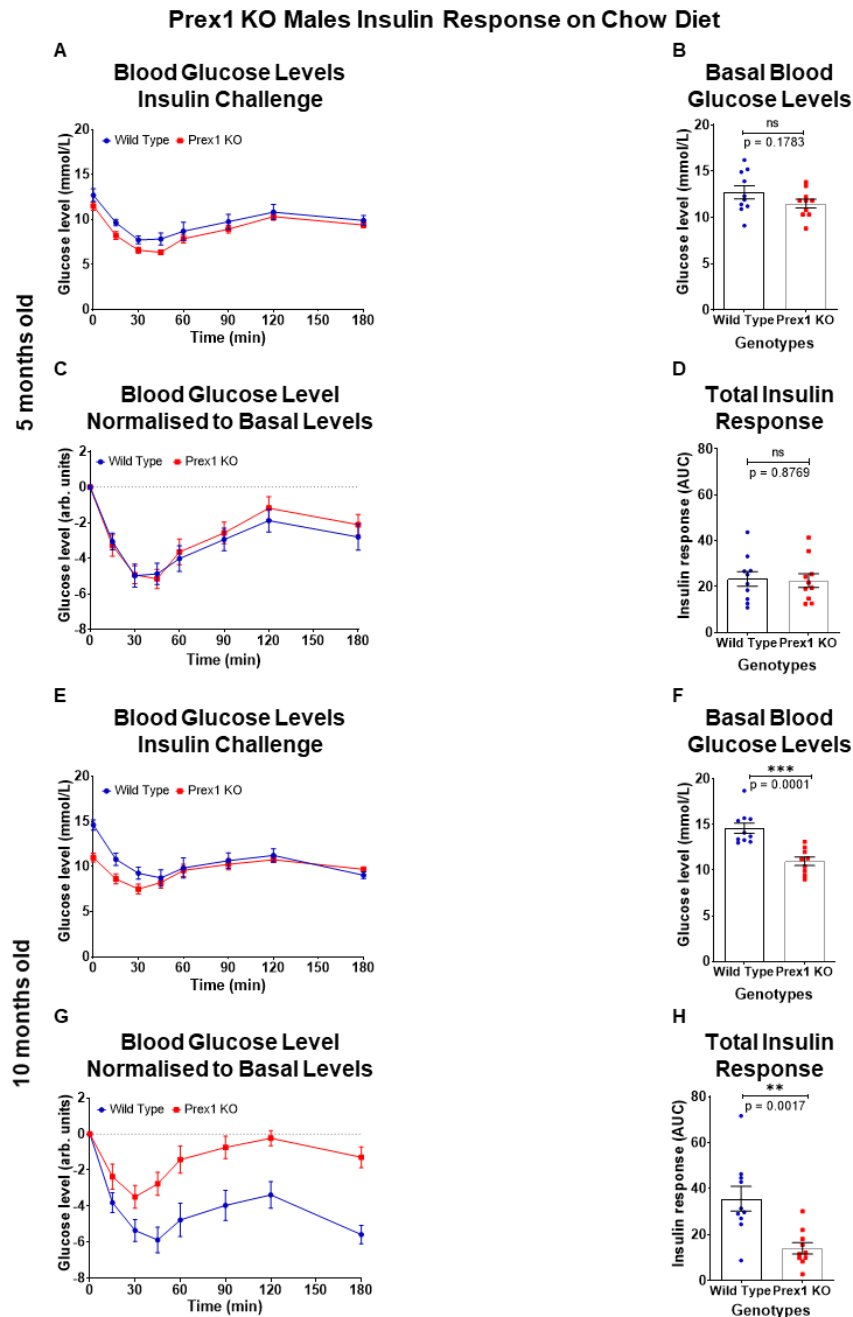 Prex1 KO Males Insulin Response on Chow Diet
5 months old
A
Blood Glucose Levels
Insulin Challenge
Wild Type Prex1 KO
Glucose level (mmol/L)
20
15
10
5
0
0 30 60 90 120 150 180
Time (min)
B
Basal Blood
Glucose Levels
ns
p = 0.1783
Glucose level (mmol/L)
20
15
10
5
0
Wild Type Prex1 KO
Genotypes
C
Blood Glucose Level
Normalised to Basal Levels
Wild Type Prex1 KO
Glucose level (arb. units)
2
0
-2
-4
-6
-8
0 30 60 90 120 150 180
Time (min)
D
Total Insulin
Response
ns
p = 0.8769
Insulin response (AUC)
80
60
40
20
0
Wild Type Prex1 KO
Genotypes
10 months old
E
Blood Glucose Levels
Insulin Challenge
Wild Type Prex1 KO
Glucose level (mmol/L)
20
15
10
5
0
0 30 60 90 120 150 180
Time (min)
F
Basal Blood
Glucose Levels
***
p = 0.0001
Glucose level (mmol/L)
20
15
10
5
0
Wild Type Prex1 KO
Genotypes
G
Blood Glucose Level
Normalised to Basal Levels
Wild Type Prex1 KO
Glucose level (arb. units)
2
0
-2
-4
-6
-8
0 30 60 90 120 150 180
Time (min)
H
Total Insulin
Response
**
p = 0.0017
Insulin response (AUC)
80
60
40
20
0
Wild Type Prex1 KO
Genotypes